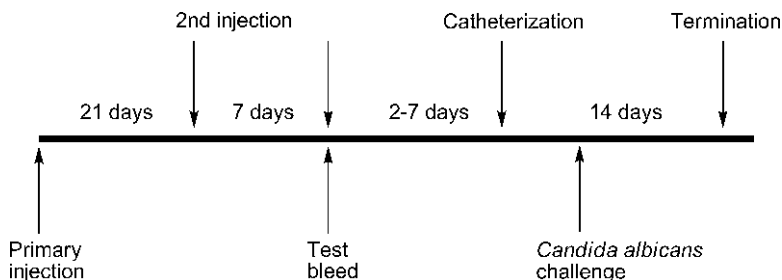 2nd injection
Catheterization
Termination
21 days
7 days
2-7 days
14 days
Primary
injection
Test
bleed
Candida albicans
challenge